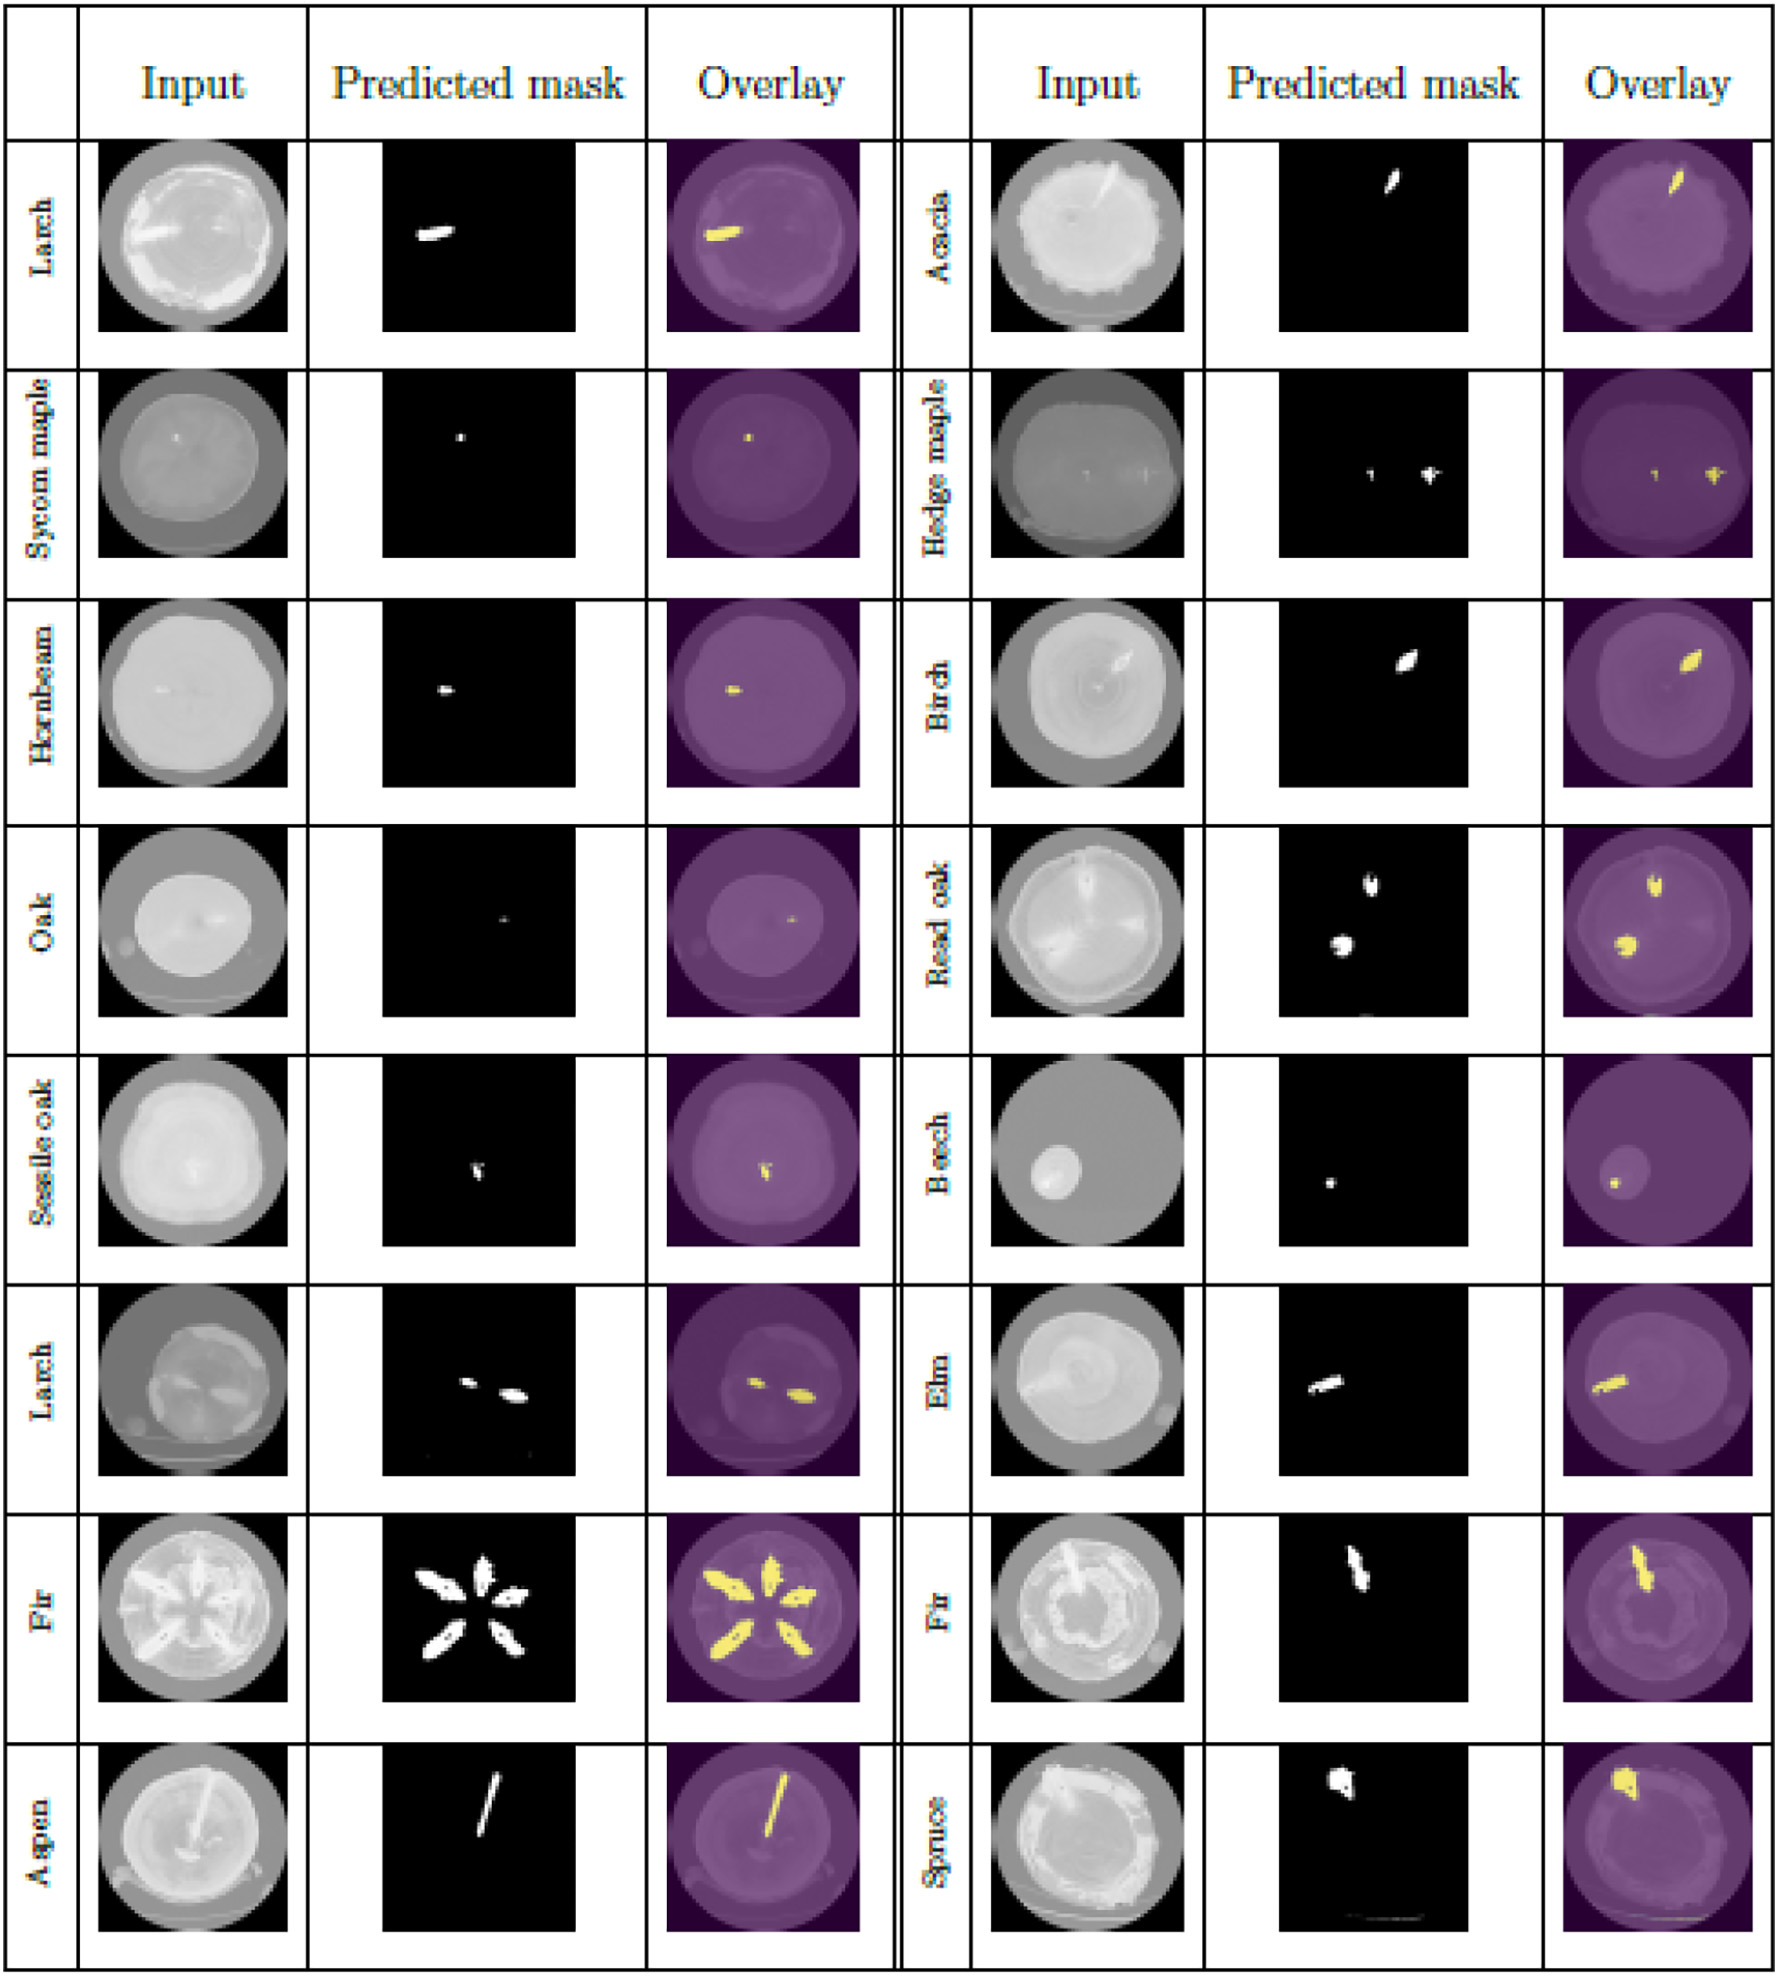 Input Predicted mask Overlay Input Predicted mask Overlay
Larch Acacia
Sycom maple Hedge maple
Hornbeam Birch
Oak Read oak
Sessile oak Beech
Larch Elm
Fir Fir
Aspen Spruce